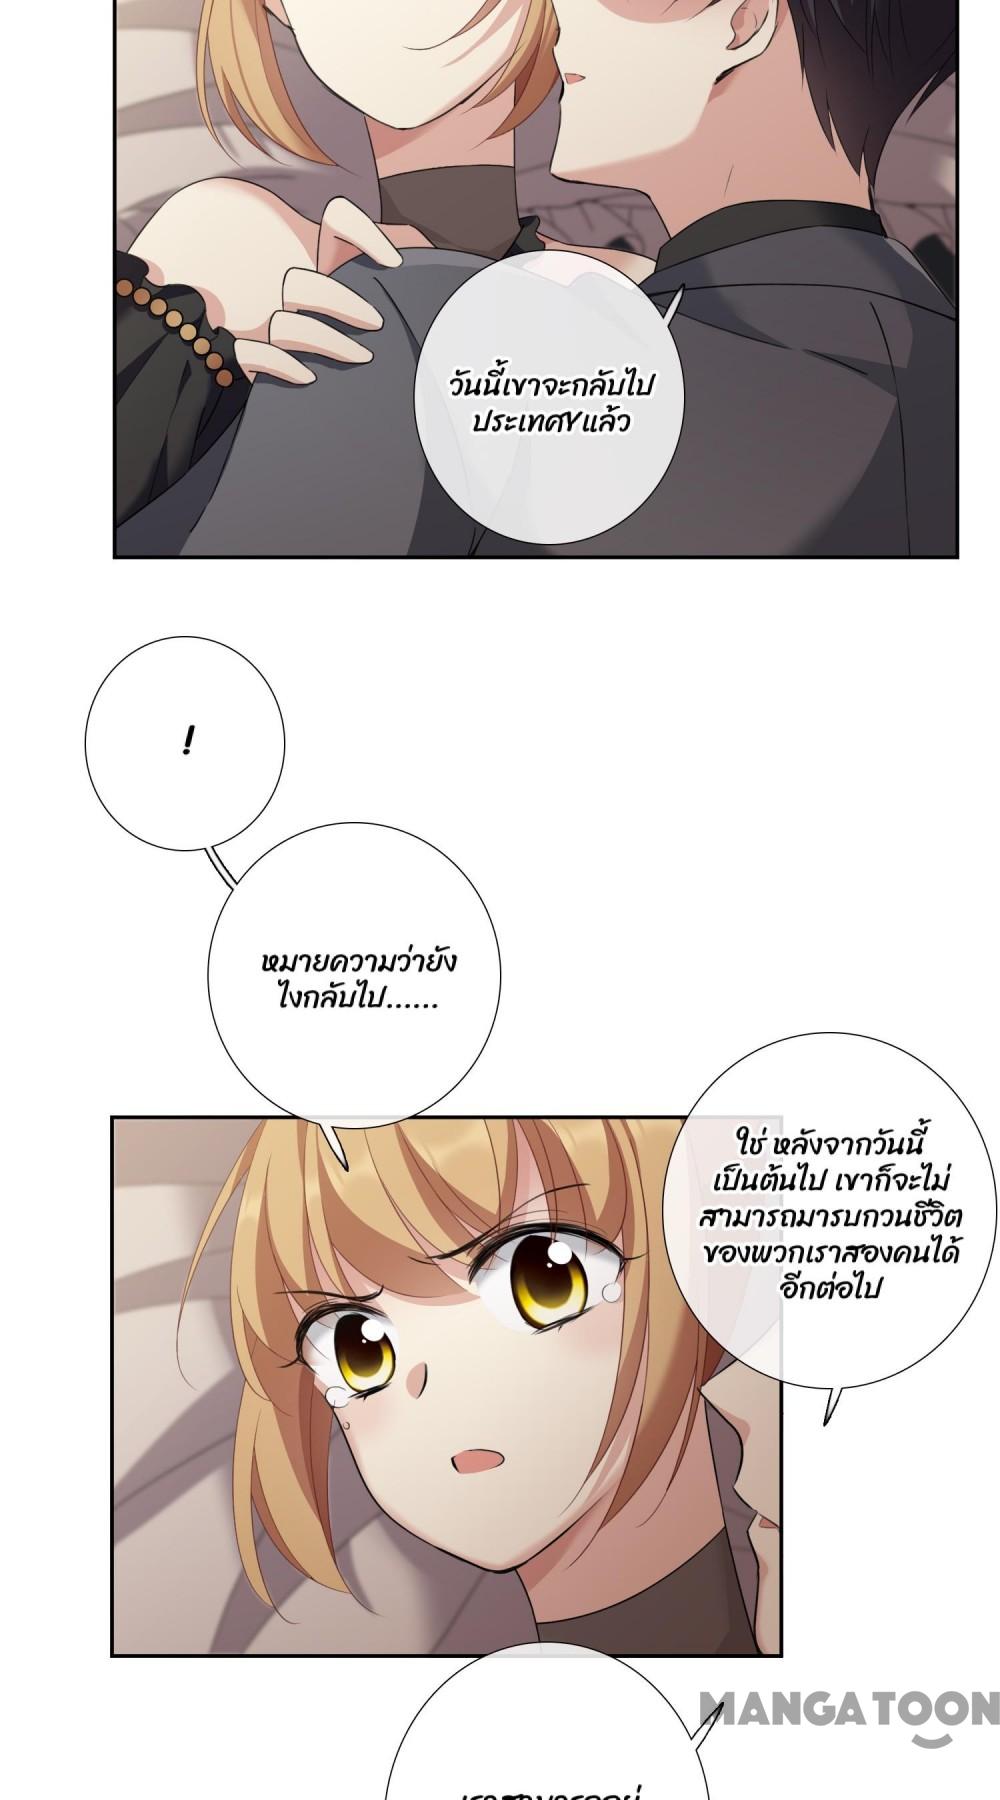 วันนี้เขาจะกลับไป
ประเทศYแล้ว
!
หมายความว่ายัง
ไงกลับไป......
ใช่ หลังจากวันนี้
เป็นต้นไป เขาก็จะไม่
สามารถมารบกวนชีวิต
ของพวกเราสองคนได้
อีกต่อไป
MANGATOON